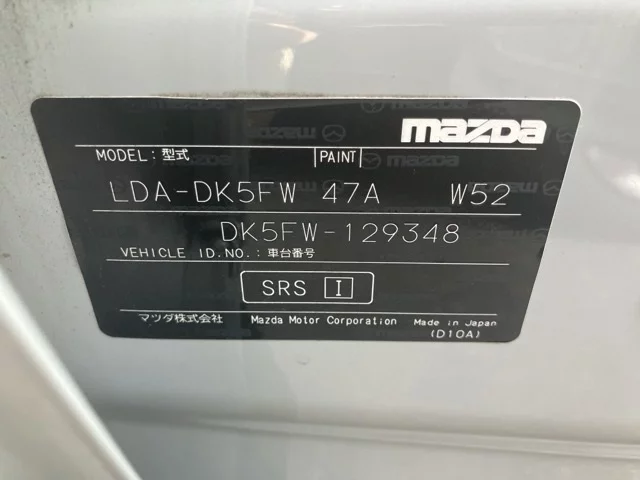 mazda
MODEL: 型式 PAINT
LDA-DK5FW 47A W52
DK5FW-129348
VEHICLE ID.NO.: 車台番号
SRS I
マツダ株式会社 Mazda Motor Corporation Made in Japan
(D10A)